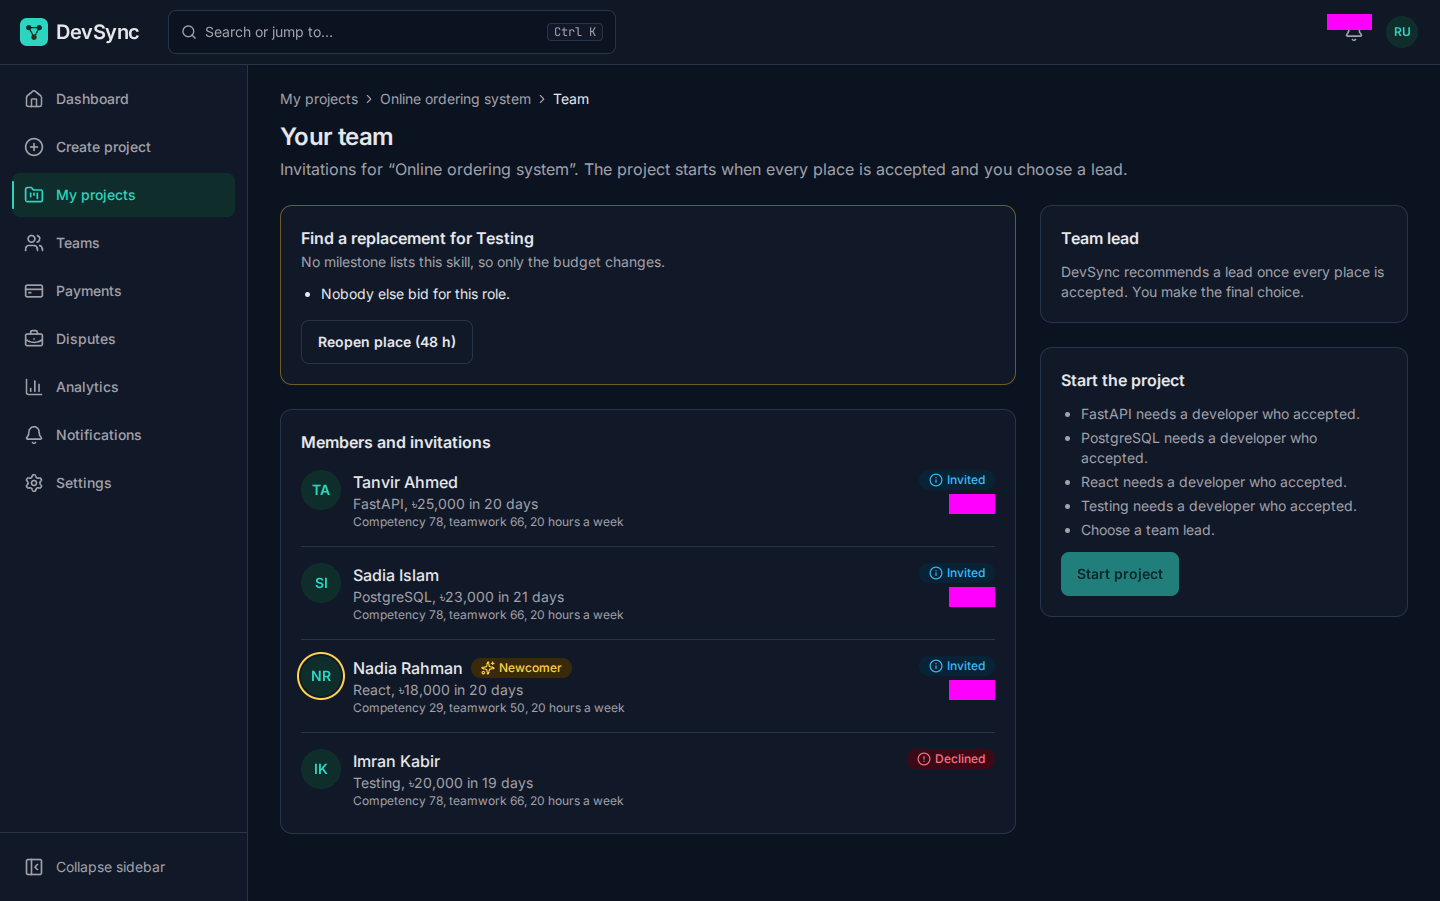 DevSync
Search or jump to...
Ctrl K
RU
Dashboard
Create project
My projects
Teams
Payments
Disputes
Analytics
Notifications
Settings
Collapse sidebar
My projects > Online ordering system > Team
Your team
Invitations for “Online ordering system”. The project starts when every place is accepted and you choose a lead.
Find a replacement for Testing
No milestone lists this skill, so only the budget changes.
• Nobody else bid for this role.
Reopen place (48 h)
Members and invitations
TA
Tanvir Ahmed
Invited
FastAPI, ৳25,000 in 20 days
Competency 78, teamwork 66, 20 hours a week
SI
Sadia Islam
Invited
PostgreSQL, ৳23,000 in 21 days
Competency 78, teamwork 66, 20 hours a week
NR
Nadia Rahman
Newcomer
Invited
React, ৳18,000 in 20 days
Competency 29, teamwork 50, 20 hours a week
IK
Imran Kabir
Declined
Testing, ৳20,000 in 19 days
Competency 78, teamwork 66, 20 hours a week
Team lead
DevSync recommends a lead once every place is
accepted. You make the final choice.
Start the project
• FastAPI needs a developer who accepted.
• PostgreSQL needs a developer who
accepted.
• React needs a developer who accepted.
• Testing needs a developer who accepted.
• Choose a team lead.
Start project